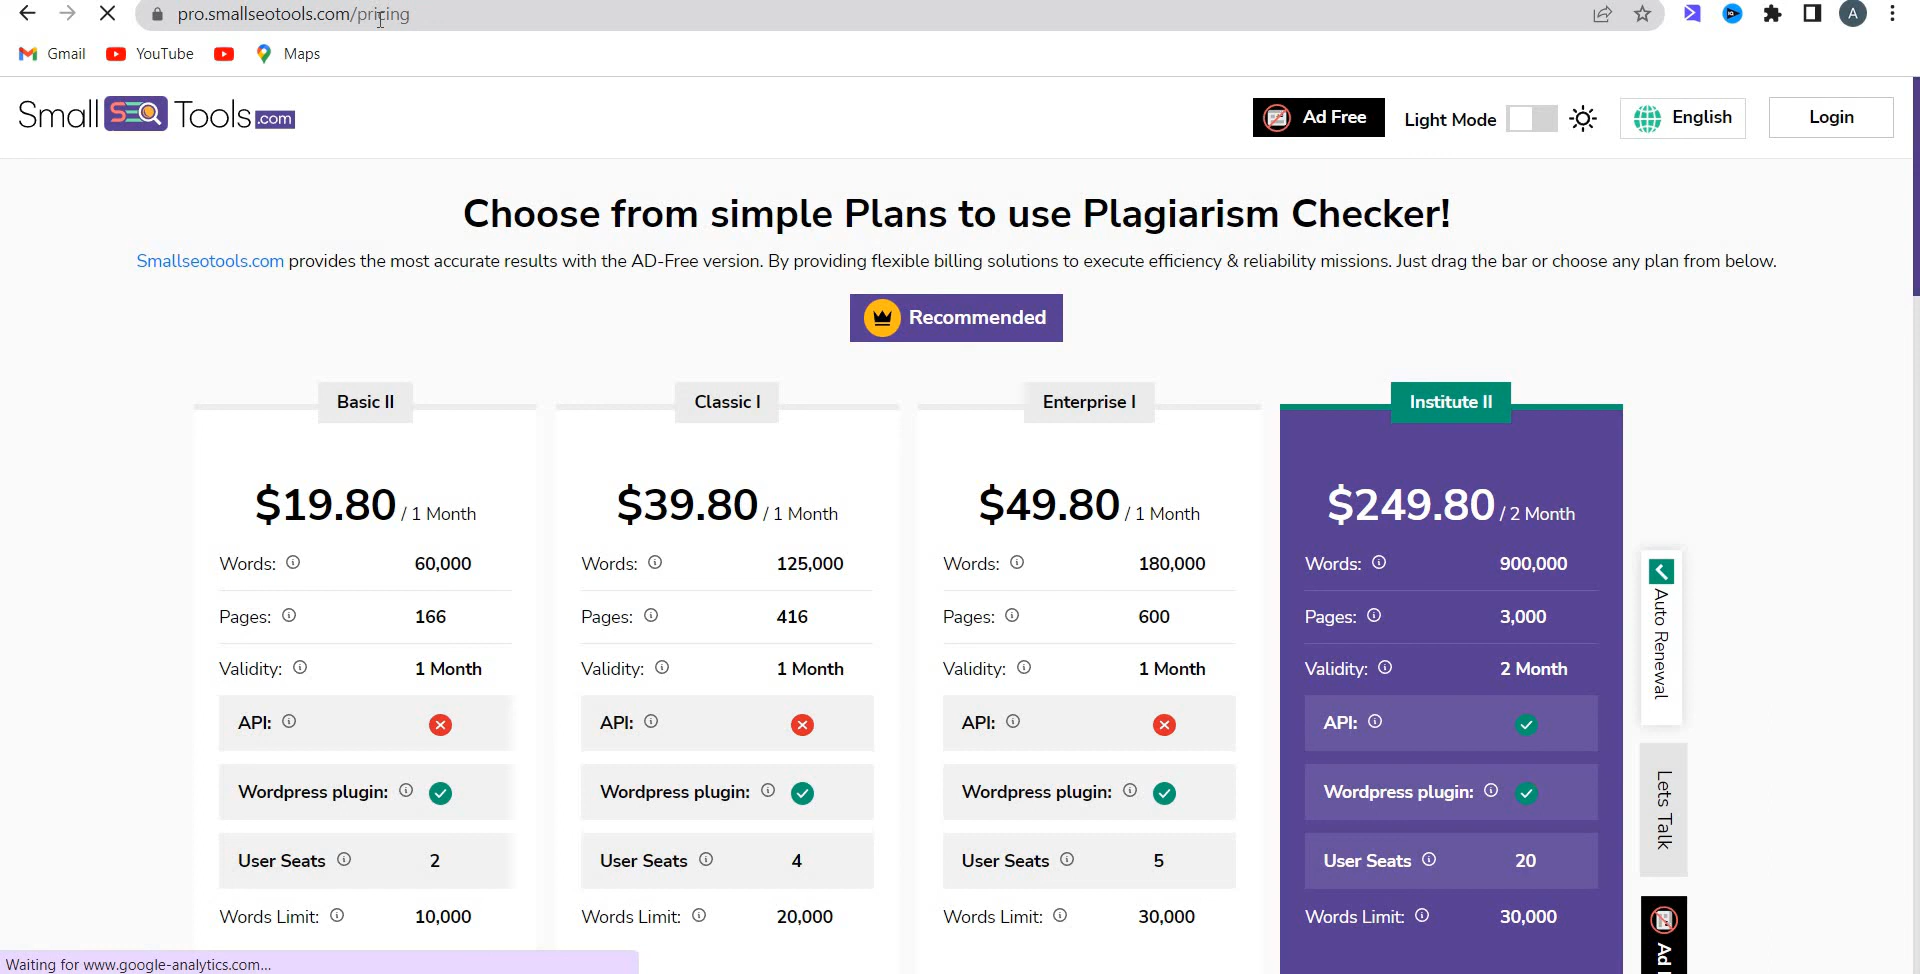 pro.smallseotools.com/pricing
A
Gmail YouTube Maps
Small SEO Tools .com
Ad Free Light Mode English Login
Choose from simple Plans to use Plagiarism Checker!
Smallseotools.com provides the most accurate results with the AD-Free version. By providing flexible billing solutions to execute efficiency & reliability missions. Just drag the bar or choose any plan from below.
Recommended
Basic II Classic I Enterprise I Institute II
$19.80 / 1 Month $39.80 / 1 Month $49.80 / 1 Month $249.80 / 2 Month
Words: 60,000 Words: 125,000 Words: 180,000 Words: 900,000
Pages: 166 Pages: 416 Pages: 600 Pages: 3,000
Validity: 1 Month Validity: 1 Month Validity: 1 Month Validity: 2 Month
API: API: API: API:
Wordpress plugin: Wordpress plugin: Wordpress plugin: Wordpress plugin:
User Seats 2 User Seats 4 User Seats 5 User Seats 20
Words Limit: 10,000 Words Limit: 20,000 Words Limit: 30,000 Words Limit: 30,000
Auto Renewal
Lets Talk
Ad
Waiting for www.google-analytics.com...